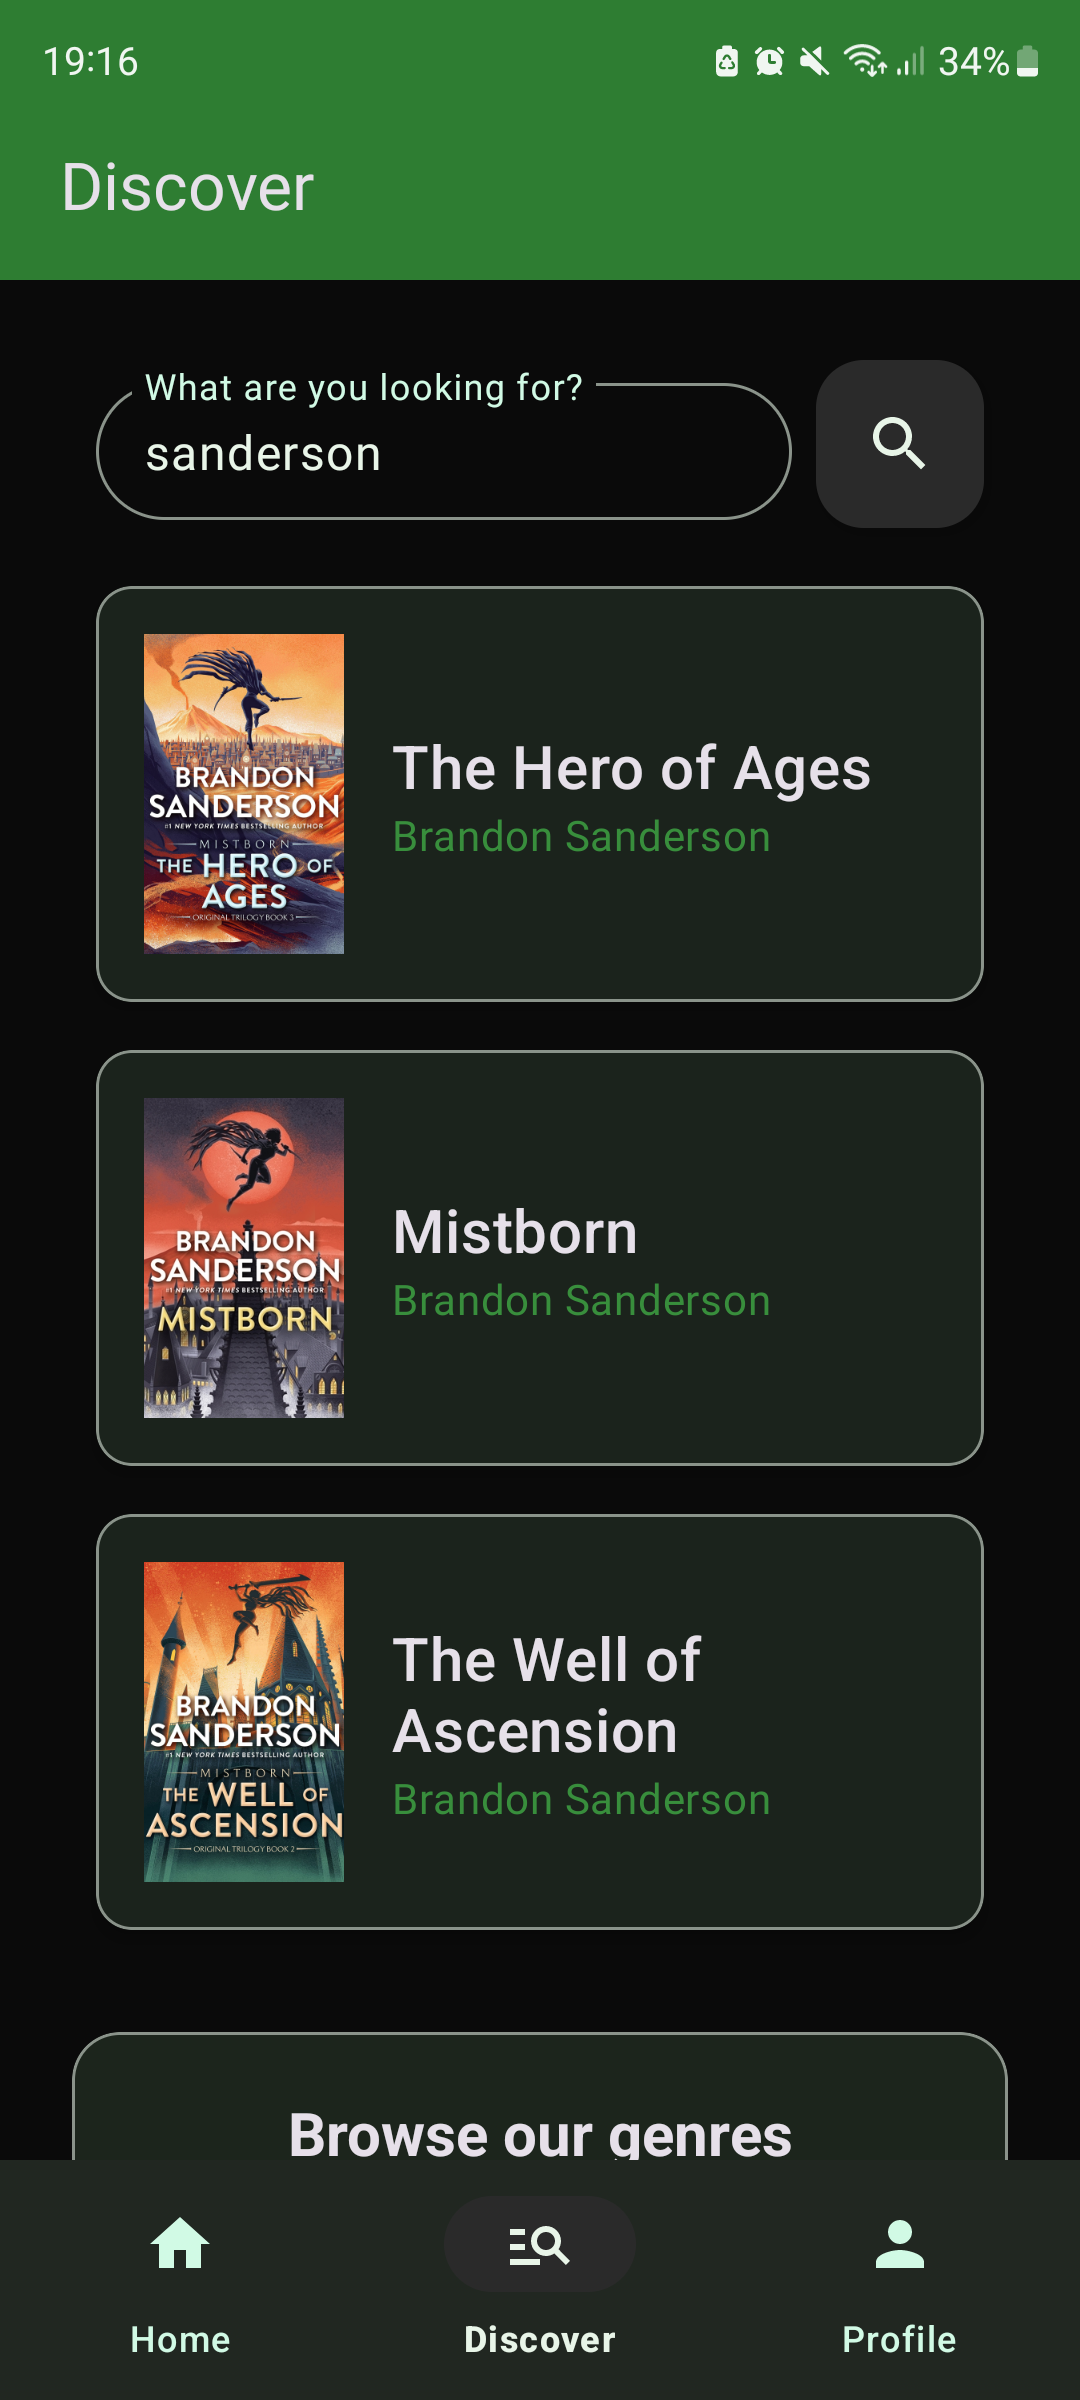 19:16 34%
Discover
What are you looking for?
sanderson
BRANDON
SANDERSON
#1 NEW YORK TIMES BESTSELLING AUTHOR
MISTBORN
THE HERO OF
AGES
ORIGINAL TRILOGY BOOK 3
The Hero of Ages
Brandon Sanderson
BRANDON
SANDERSON
#1 NEW YORK TIMES BESTSELLING AUTHOR
MISTBORN
Mistborn
Brandon Sanderson
BRANDON
SANDERSON
#1 NEW YORK TIMES BESTSELLING AUTHOR
MISTBORN
THE WELL OF
ASCENSION
ORIGINAL TRILOGY BOOK 2
The Well of
Ascension
Brandon Sanderson
Browse our genres
Home Discover Profile